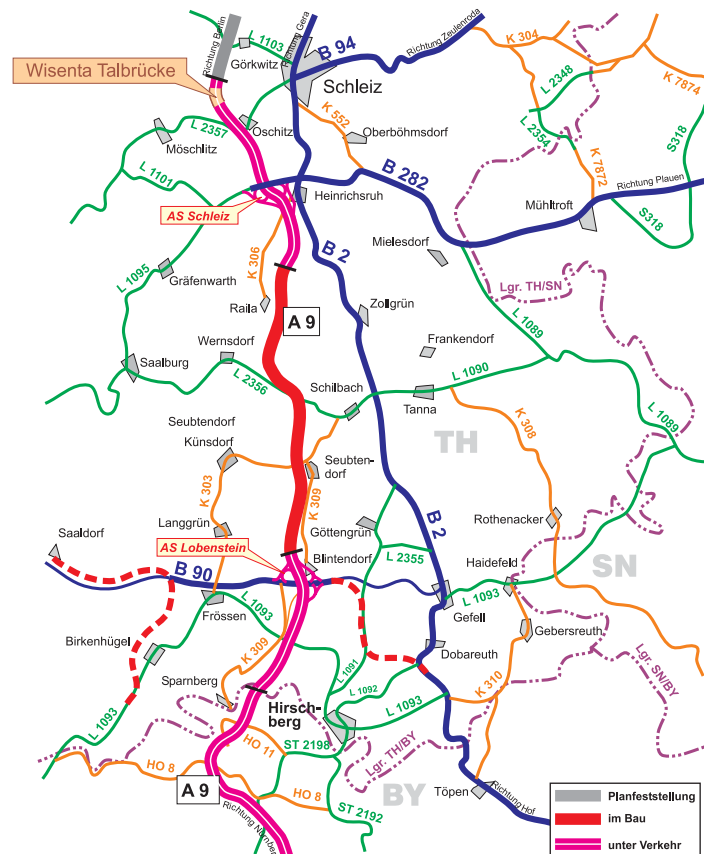 Richtung Berlin
L 1103
Richtung Gera
B 94
Richtung Zeulenroda
K 304
Görkwitz
Wisenta Talbrücke
Schleiz
L 2348
K 7874
K 552
Oschitz
L 2357
Möschlitz
Oberböhmsdorf
L 2354
S318
L 1101
K 7872
B 282
Richtung Plauen
Heinrichsruh
AS Schleiz
Mühltroff
S318
B 2
Mielesdorf
K 306
L 1095
Gräfenwarth
Lgr. TH/SN
Raila
A 9
Zollgrün
L 1089
Wernsdorf
Frankendorf
Saalburg
L 2356
Schilbach
L 1090
Tanna
Seubtendorf
Künsdorf
TH
K 308
L 1089
Seubten-
dorf
K 303
K 309
Langgrün
Göttengrün
B 2
Rothenacker
Saaldorf
AS Lobenstein
Blintendorf
L 2355
Haidefeld
SN
B 90
L 1093
Frössen
L 1093
Gefell
Birkenhügel
K 309
Gebersreuth
Dobareuth
L 1091
L 1092
Sparnberg
K 310
Lgr. SN/BY
Hirsch-
berg
L 1093
L 1093
HO 11
ST 2198
Lgr. TH/BY
HO 8
A 9
HO 8
BY
Töpen
ST 2192
Richtung Hof
Richtung Nürnberg
Planfeststellung
im Bau
unter Verkehr